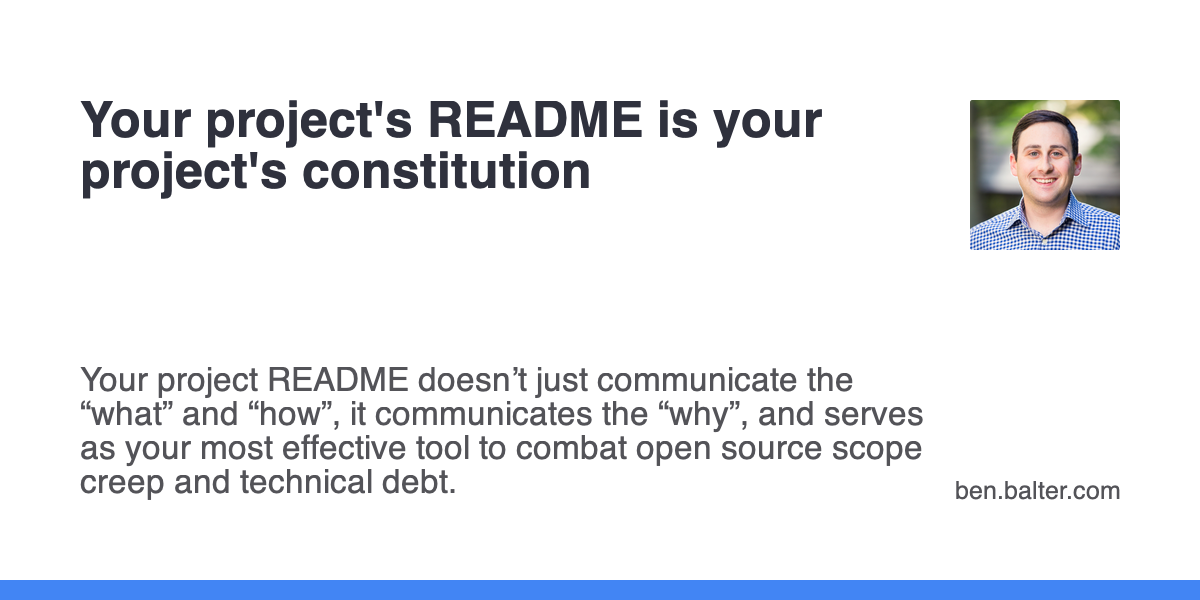 Your project's README is your
project's constitution
Your project README doesn’t just communicate the
“what” and “how”, it communicates the “why”, and serves
as your most effective tool to combat open source scope
creep and technical debt.
ben.balter.com